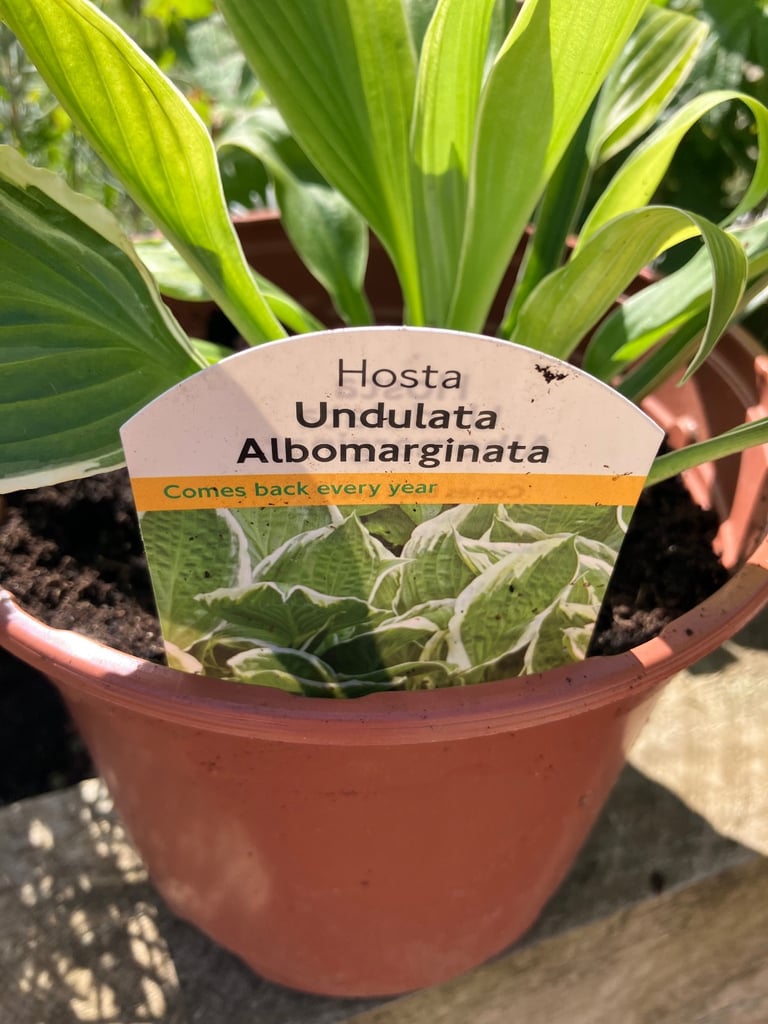 Hosta
Undulata
Albomarginata
Comes back every year